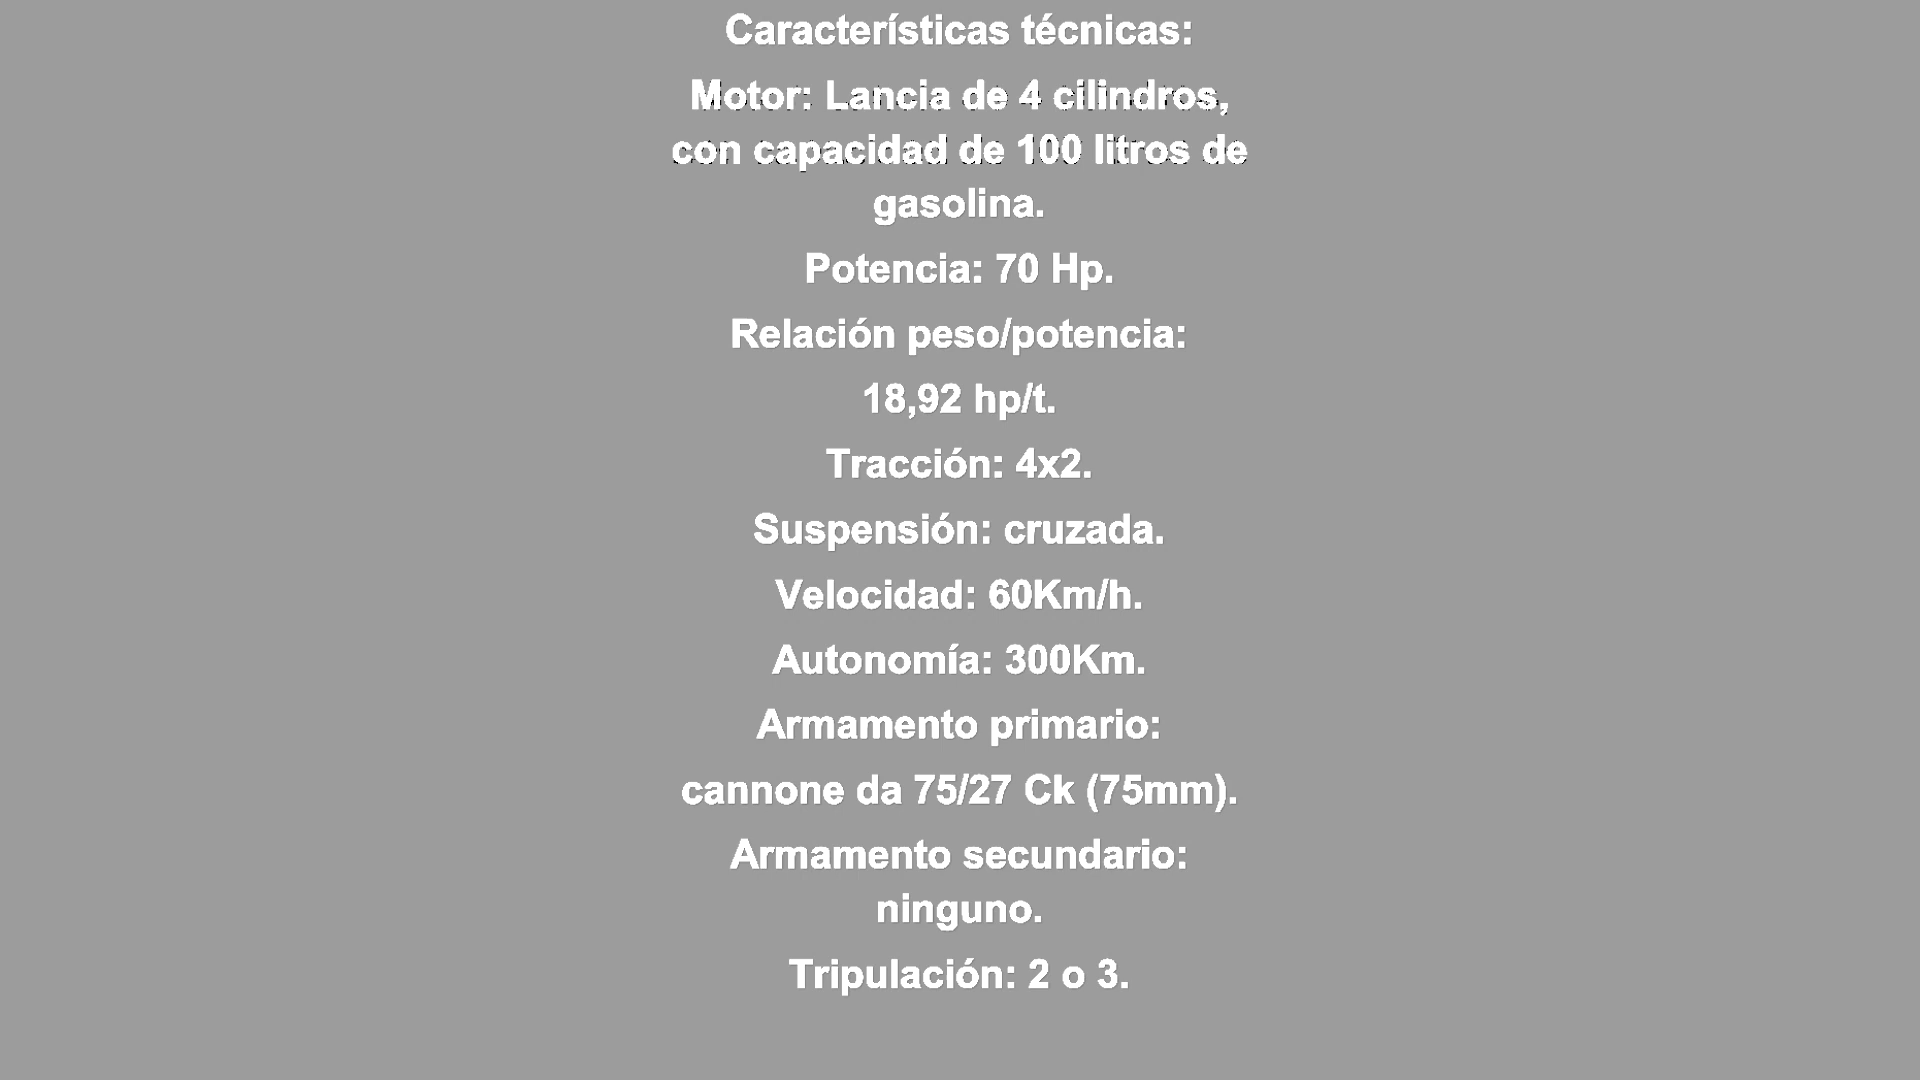 Características técnicas:
Motor: Lancia de 4 cilindros,
con capacidad de 100 litros de
gasolina.
Potencia: 70 Hp.
Relación peso/potencia:
18,92 hp/t.
Tracción: 4x2.
Suspensión: cruzada.
Velocidad: 60Km/h.
Autonomía: 300Km.
Armamento primario:
cannone da 75/27 Ck (75mm).
Armamento secundario:
ninguno.
Tripulación: 2 o 3.